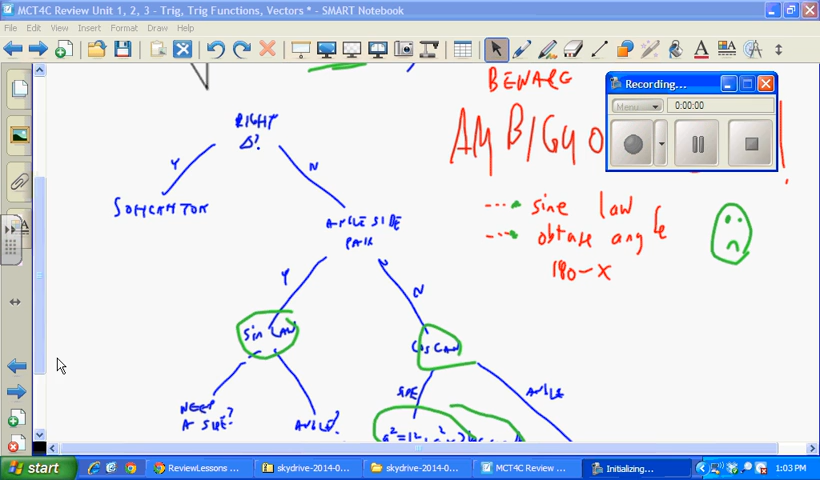 MCT4C Review Unit 1, 2, 3 - Trig, Trig Functions, Vectors * - SMART Notebook
File Edit View Insert Format Draw Help
BEWARE
Recording...
Menu 0:00:00
AMBIGUO
RIGHT
Δ?
Y N
SOHCAHTOA
sine law
ANGLE SIDE
PAIR
obtuse angle
180-x
Y N
Sin LAW
COS LAW
SIDE
ANGLE
NEED
A SIDE?
ANGLE?
start
ReviewLessons
skydrive-2014-0...
skydrive-2014-0...
MCT4C Review ...
Initializing...
1:03 PM